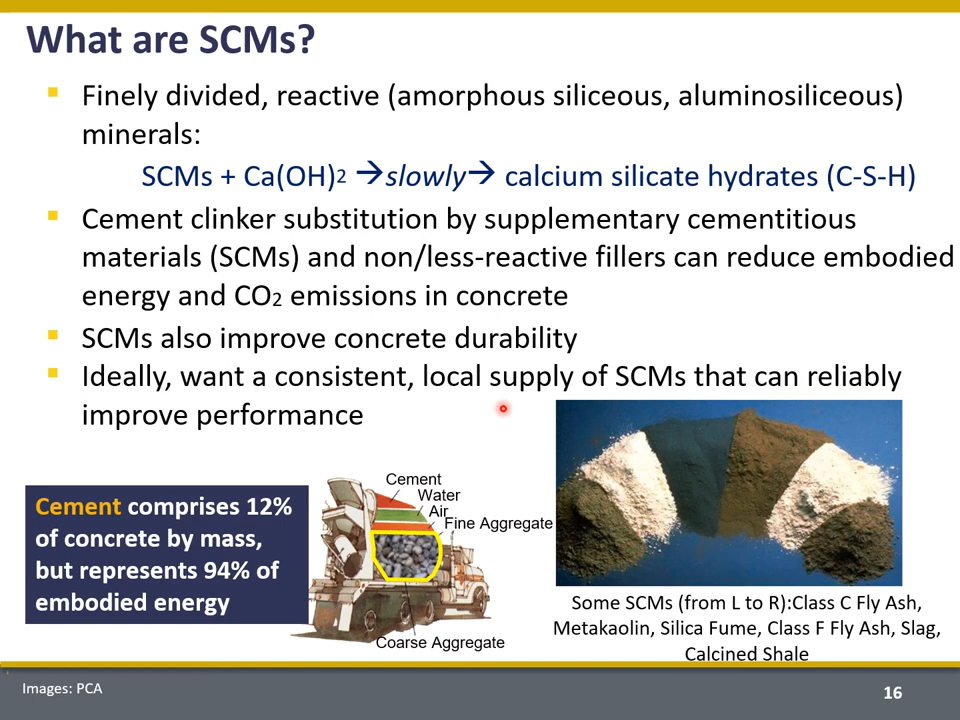 What are SCMs?
Finely divided, reactive (amorphous siliceous, aluminosiliceous)
minerals:
SCMs + Ca(OH)2 →slowly→ calcium silicate hydrates (C-S-H)
Cement clinker substitution by supplementary cementitious
materials (SCMs) and non/less-reactive fillers can reduce embodied
energy and CO2 emissions in concrete
SCMs also improve concrete durability
Ideally, want a consistent, local supply of SCMs that can reliably
improve performance
Cement comprises 12%
of concrete by mass,
but represents 94% of
embodied energy
Cement
Water
Air
Fine Aggregate
Coarse Aggregate
Some SCMs (from L to R):Class C Fly Ash,
Metakaolin, Silica Fume, Class F Fly Ash, Slag,
Calcined Shale
Images: PCA
16